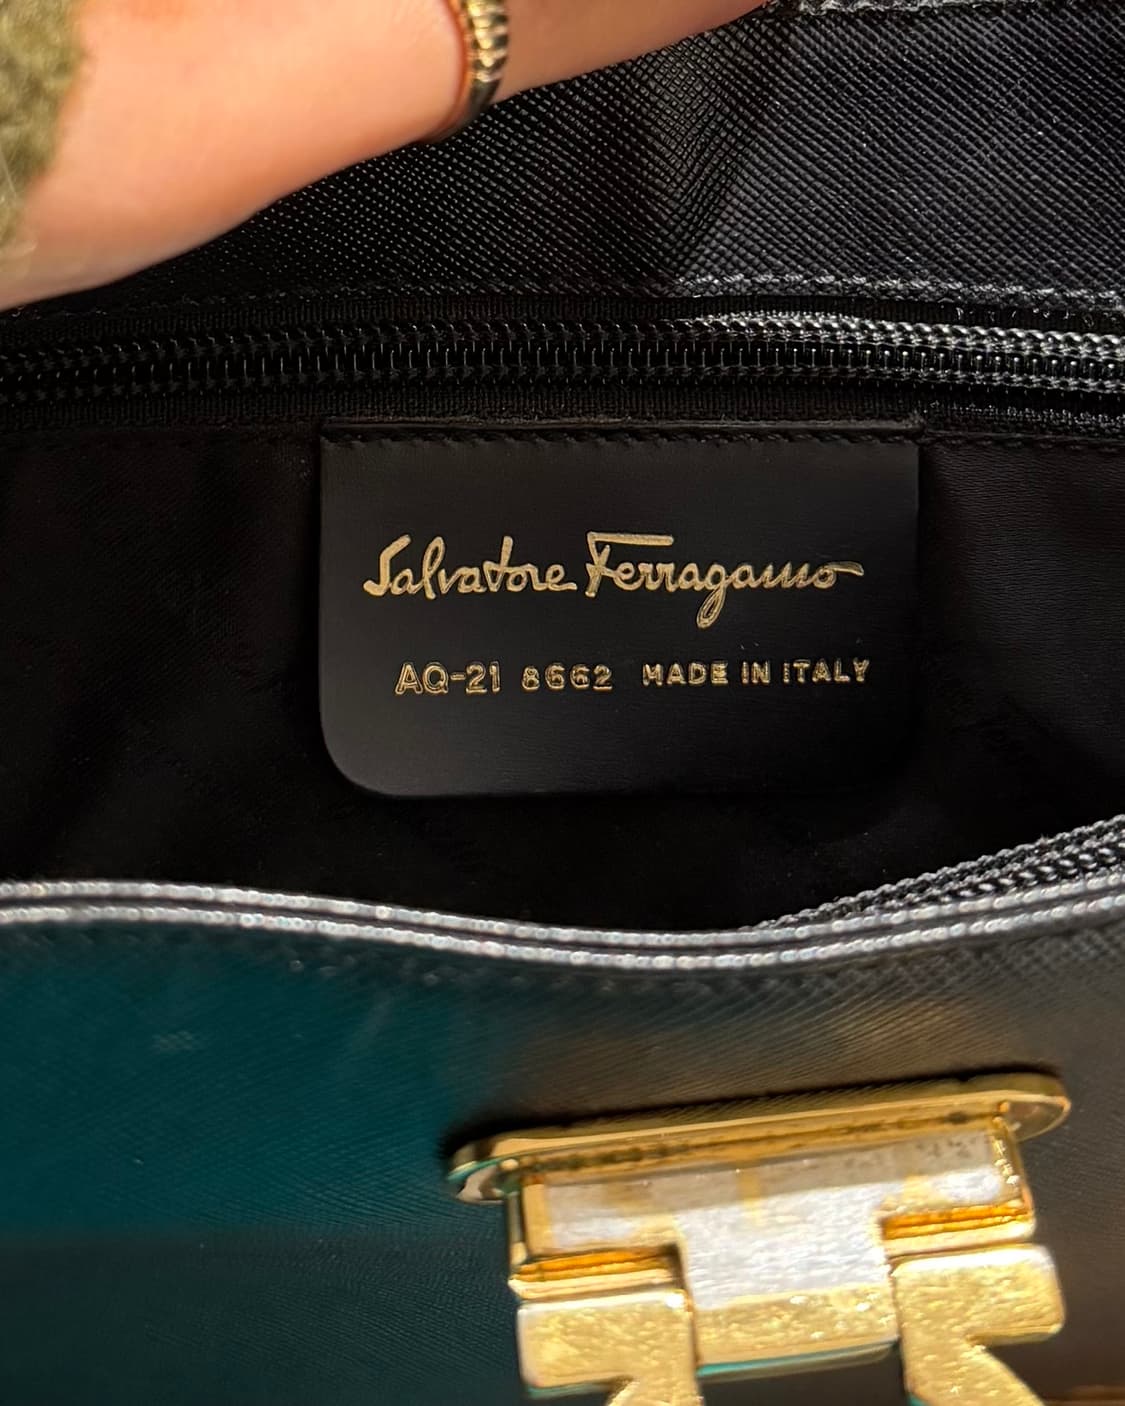 Salvatore Ferragamo
AQ-21 8662 MADE IN ITALY